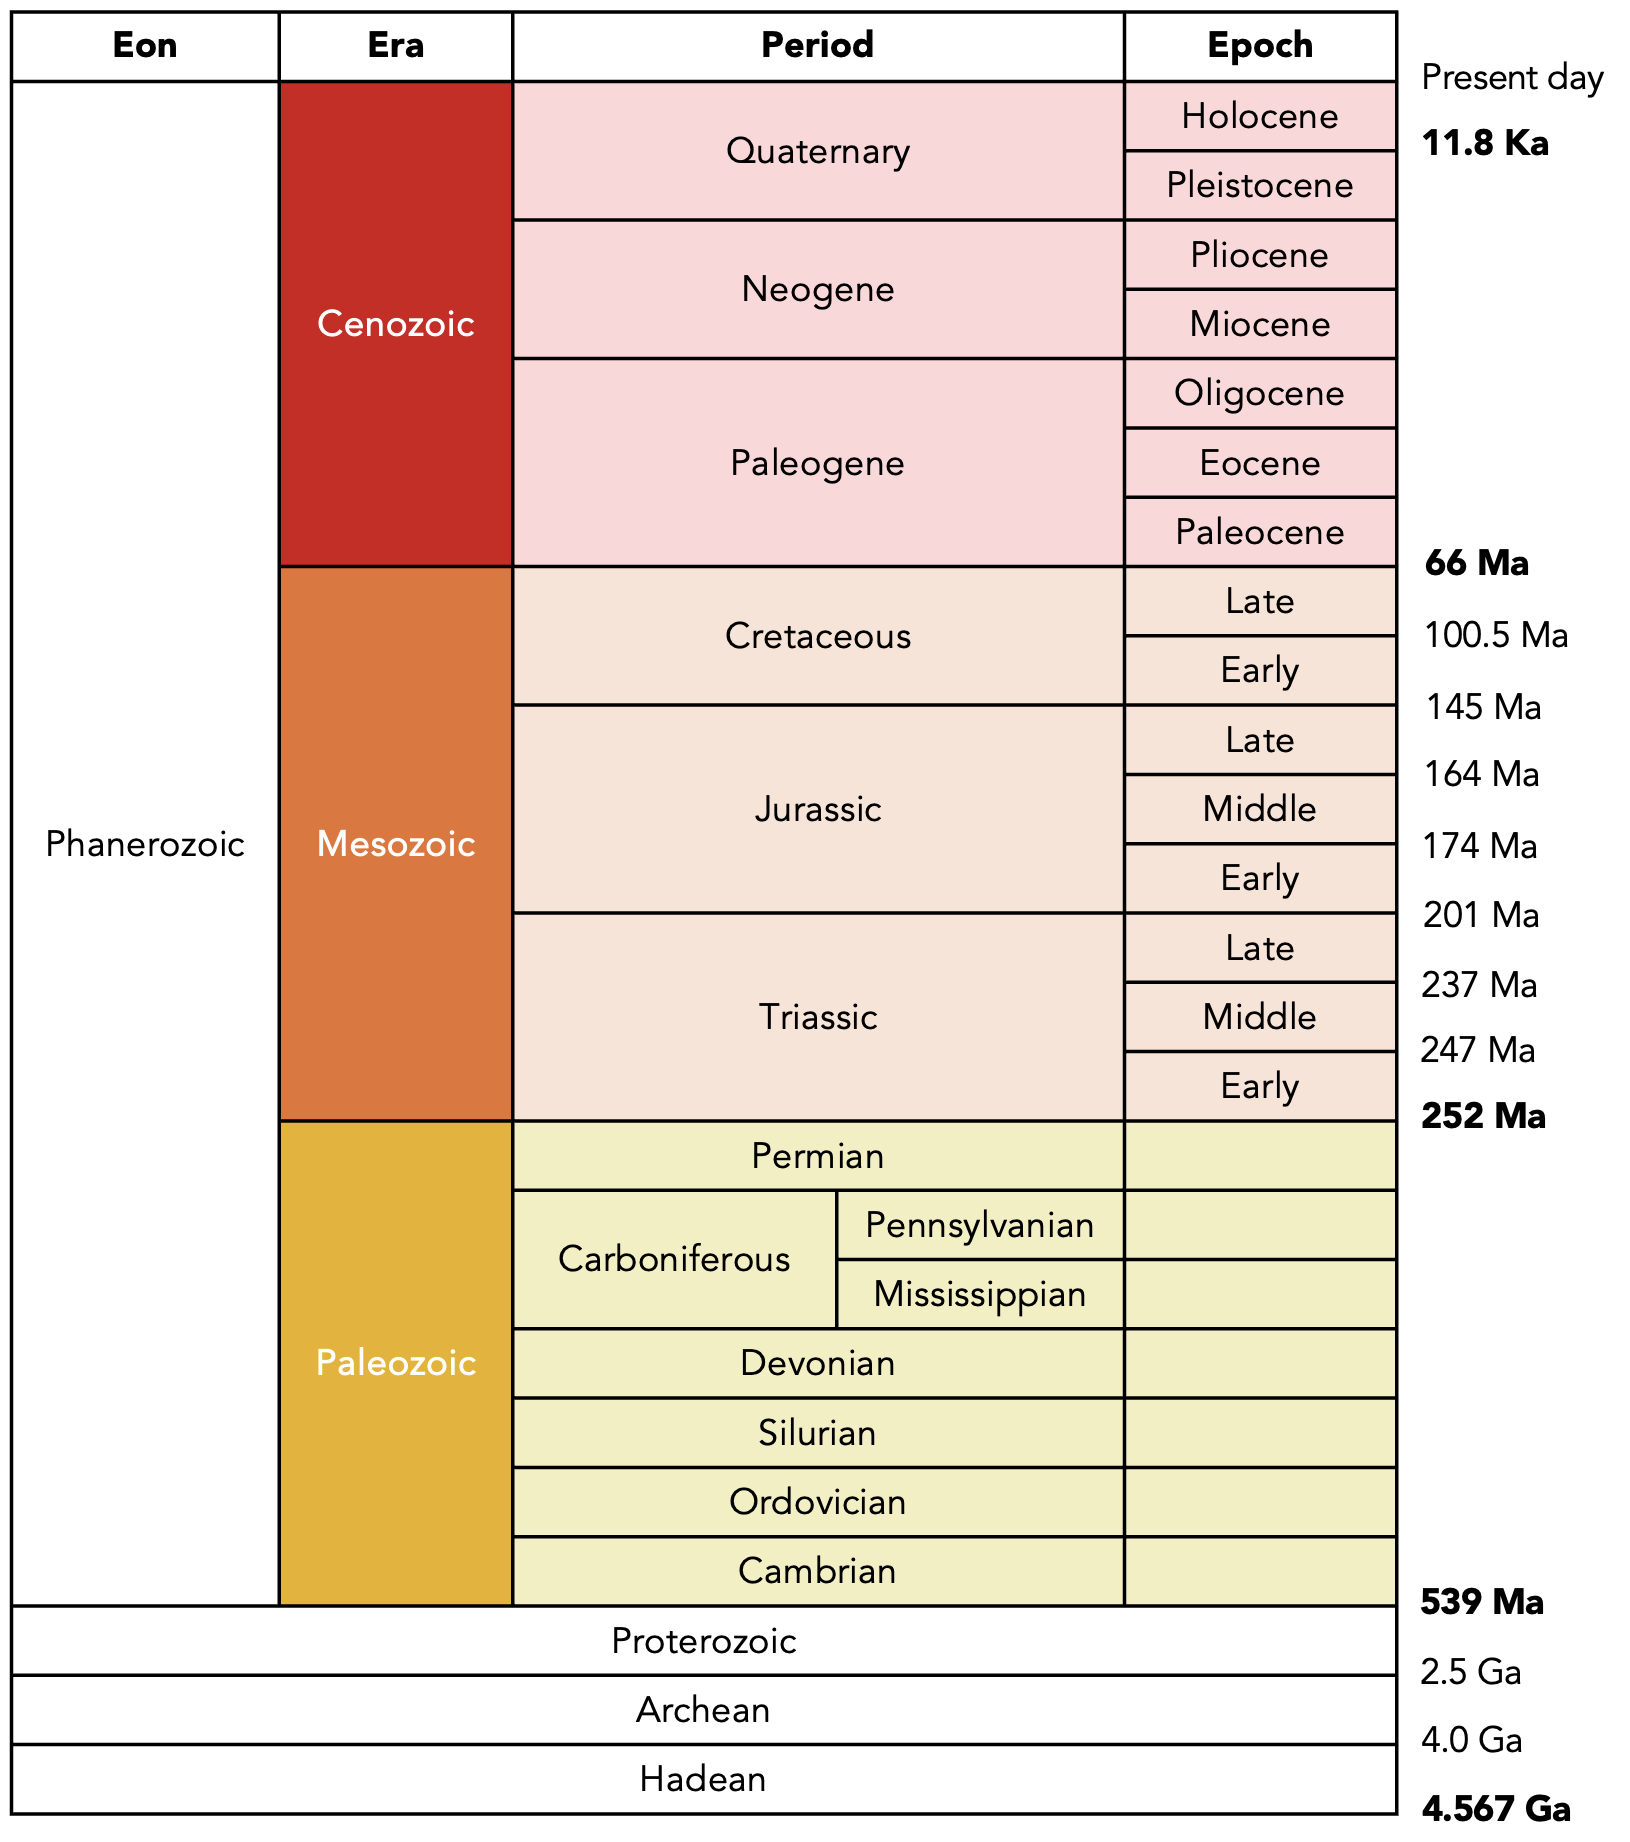 Eon Era Period Epoch
Present day
Holocene
11.8 Ka
Quaternary
Pleistocene
Pliocene
Neogene
Cenozoic
Miocene
Oligocene
Paleogene
Eocene
Paleocene
66 Ma
Late
Cretaceous
100.5 Ma
Early
145 Ma
Late
164 Ma
Jurassic
Middle
Phanerozoic
Mesozoic
174 Ma
Early
201 Ma
Late
237 Ma
Triassic
Middle
247 Ma
Early
252 Ma
Permian
Pennsylvanian
Carboniferous
Mississippian
Paleozoic
Devonian
Silurian
Ordovician
Cambrian
539 Ma
Proterozoic
2.5 Ga
Archean
4.0 Ga
Hadean
4.567 Ga